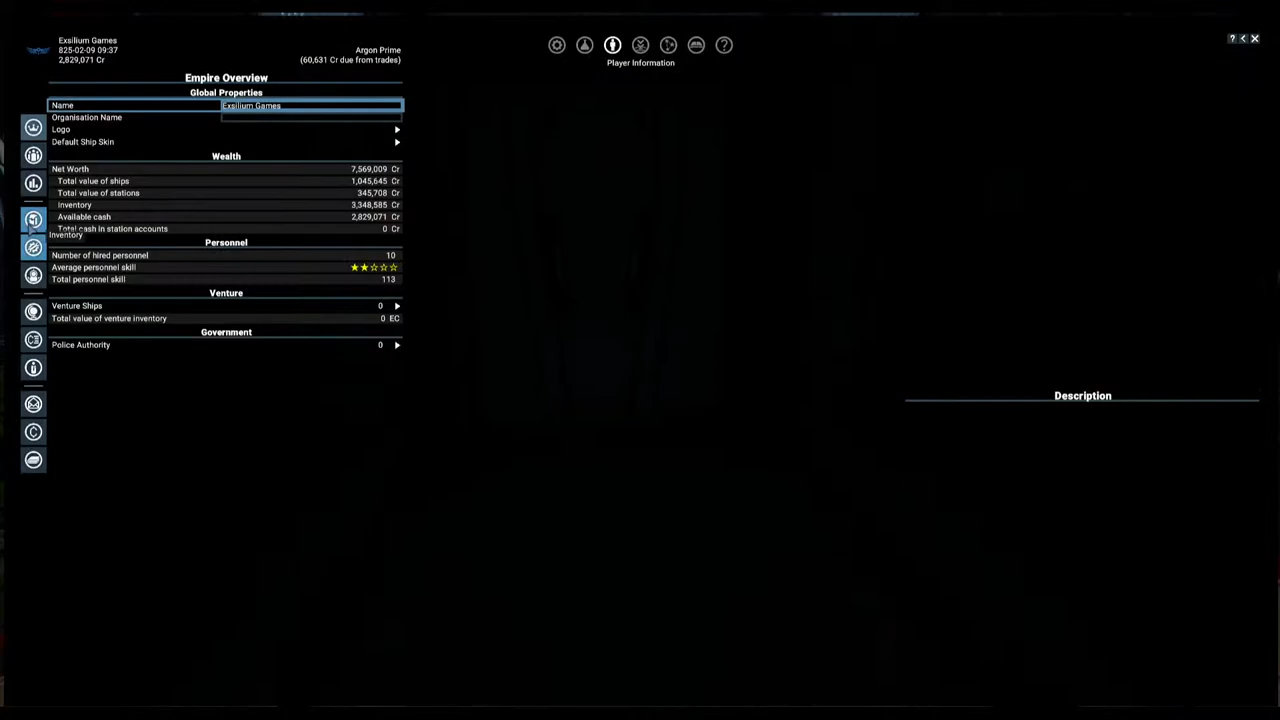 Exsilium Games
825-02-09 09:37
2,829,071 Cr
Argon Prime
(60,631 Cr due from trades)
Player Information
? < X
Empire Overview
Global Properties
Name Exsilium Games
Organisation Name
Logo
Default Ship Skin
Wealth
Net Worth 7,569,009 Cr
Total value of ships 1,045,645 Cr
Total value of stations 345,708 Cr
Inventory 3,348,585 Cr
Available cash 2,829,071 Cr
Total cash in station accounts 0 Cr
Inventory
Personnel
Number of hired personnel 10
Average personnel skill ★★☆☆☆
Total personnel skill 113
Venture
Venture Ships 0
Total value of venture inventory 0 EC
Government
Police Authority 0
Description